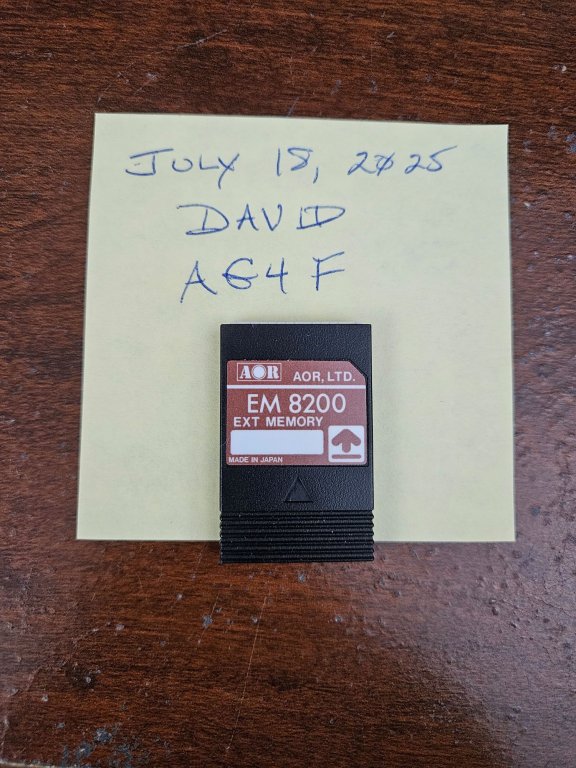 JULY 18, 2025
DAVID
AG4F
AOR AOR, LTD.
EM 8200
EXT MEMORY
MADE IN JAPAN